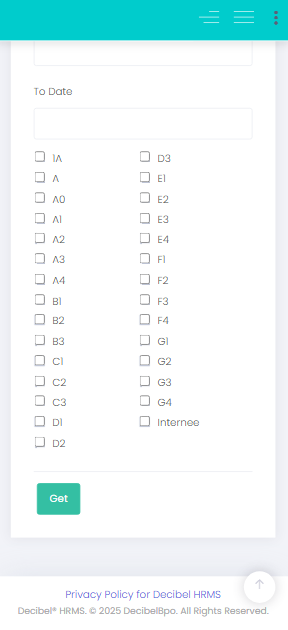 To Date
1A
A
A0
A1
A2
A3
A4
B1
B2
B3
C1
C2
C3
D1
D2
D3
E1
E2
E3
E4
F1
F2
F3
F4
G1
G2
G3
G4
Internee
Get
Privacy Policy for Decibel HRMS
Decibel® HRMS. © 2025 DecibelBpo. All Rights Reserved.